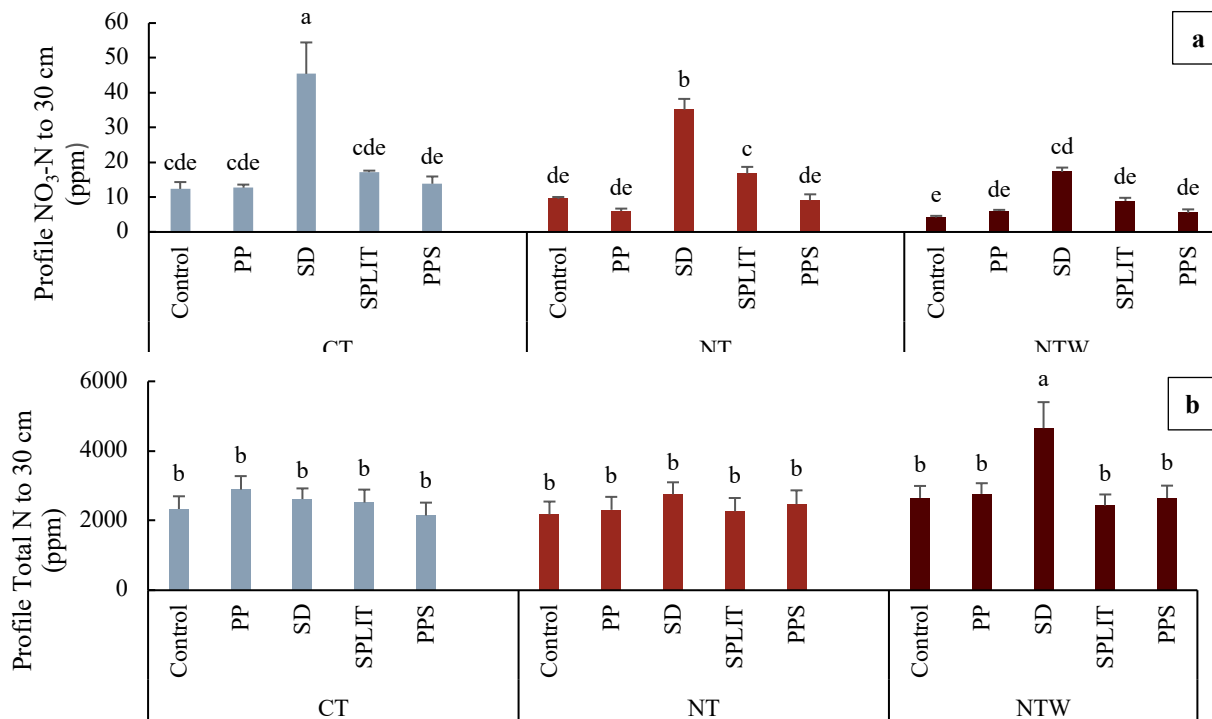 a
60
50
40
30
20
10
0
Profile NO₃-N to 30 cm
(ppm)
cde cde a cde de
de de b c de
e de cd de de
Control PP SD SPLIT PPS
Control PP SD SPLIT PPS
Control PP SD SPLIT PPS
CT NT NTW
b
6000
4000
2000
0
Profile Total N to 30 cm
(ppm)
b b b b b
b b b b b
b b a b b
Control PP SD SPLIT PPS
Control PP SD SPLIT PPS
Control PP SD SPLIT PPS
CT NT NTW